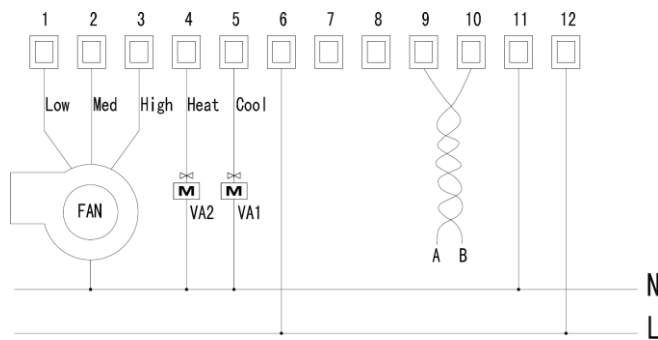 1 2 3 4 5 6 7 8 9 10 11 12
Low Med High Heat Cool
M M
FAN VA2 VA1
A B
N
L